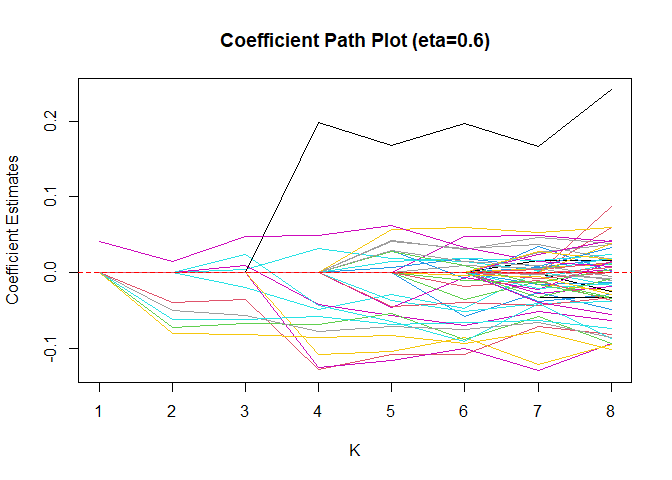 Coefficient Path Plot (eta=0.6)
Coefficient Estimates
0.2
0.1
0.0
-0.1
1 2 3 4 5 6 7 8
K